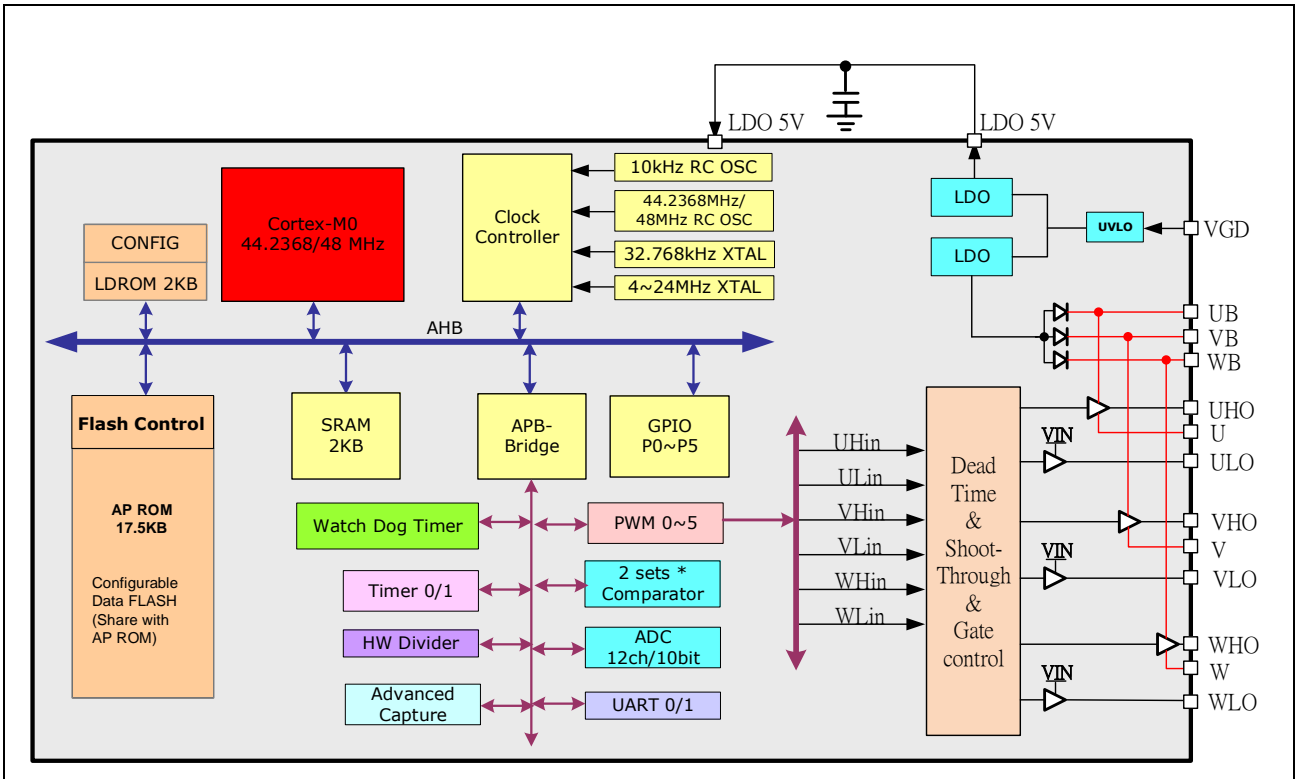 LDO 5V
LDO 5V
10kHz RC OSC
44.2368MHz/
48MHz RC OSC
32.768kHz XTAL
4~24MHz XTAL
Clock
Controller
Cortex-M0
44.2368/48 MHz
CONFIG
LDROM 2KB
LDO
LDO
UVLO
VGD
AHB
UB
VB
WB
Flash Control
AP ROM
17.5KB
Configurable
Data FLASH
(Share with
AP ROM)
SRAM
2KB
APB-
Bridge
GPIO
P0~P5
Watch Dog Timer
Timer 0/1
HW Divider
Advanced
Capture
PWM 0~5
2 sets *
Comparator
ADC
12ch/10bit
UART 0/1
UHin
ULin
VHin
VLin
WHin
WLin
Dead
Time
&
Shoot-
Through
&
Gate
control
VIN
VIN
VIN
UHO
U
ULO
VHO
V
VLO
WHO
W
WLO